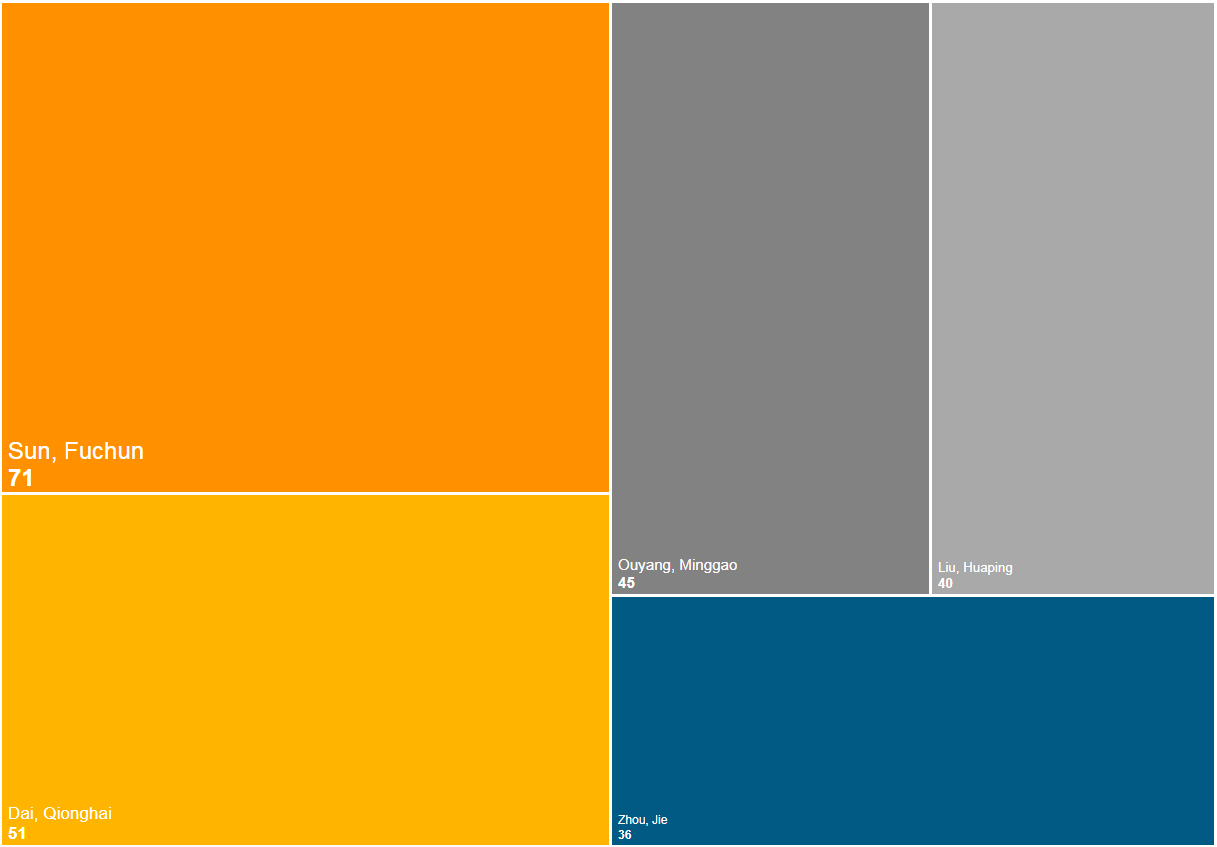 Sun, Fuchun
71
Dai, Qionghai
51
Ouyang, Minggao
45
Liu, Huaping
40
Zhou, Jie
36